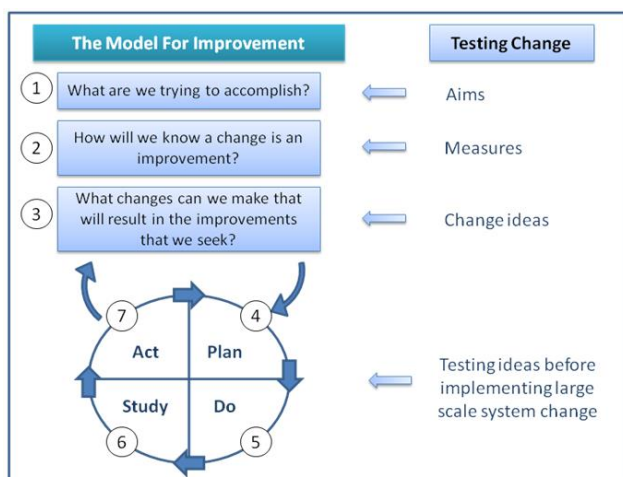 The Model For Improvement
Testing Change
1
What are we trying to accomplish?
Aims
2
How will we know a change is an
improvement?
Measures
3
What changes can we make that
will result in the improvements
that we seek?
Change ideas
7
4
Act
Plan
Study
Do
6
5
Testing ideas before
implementing large
scale system change